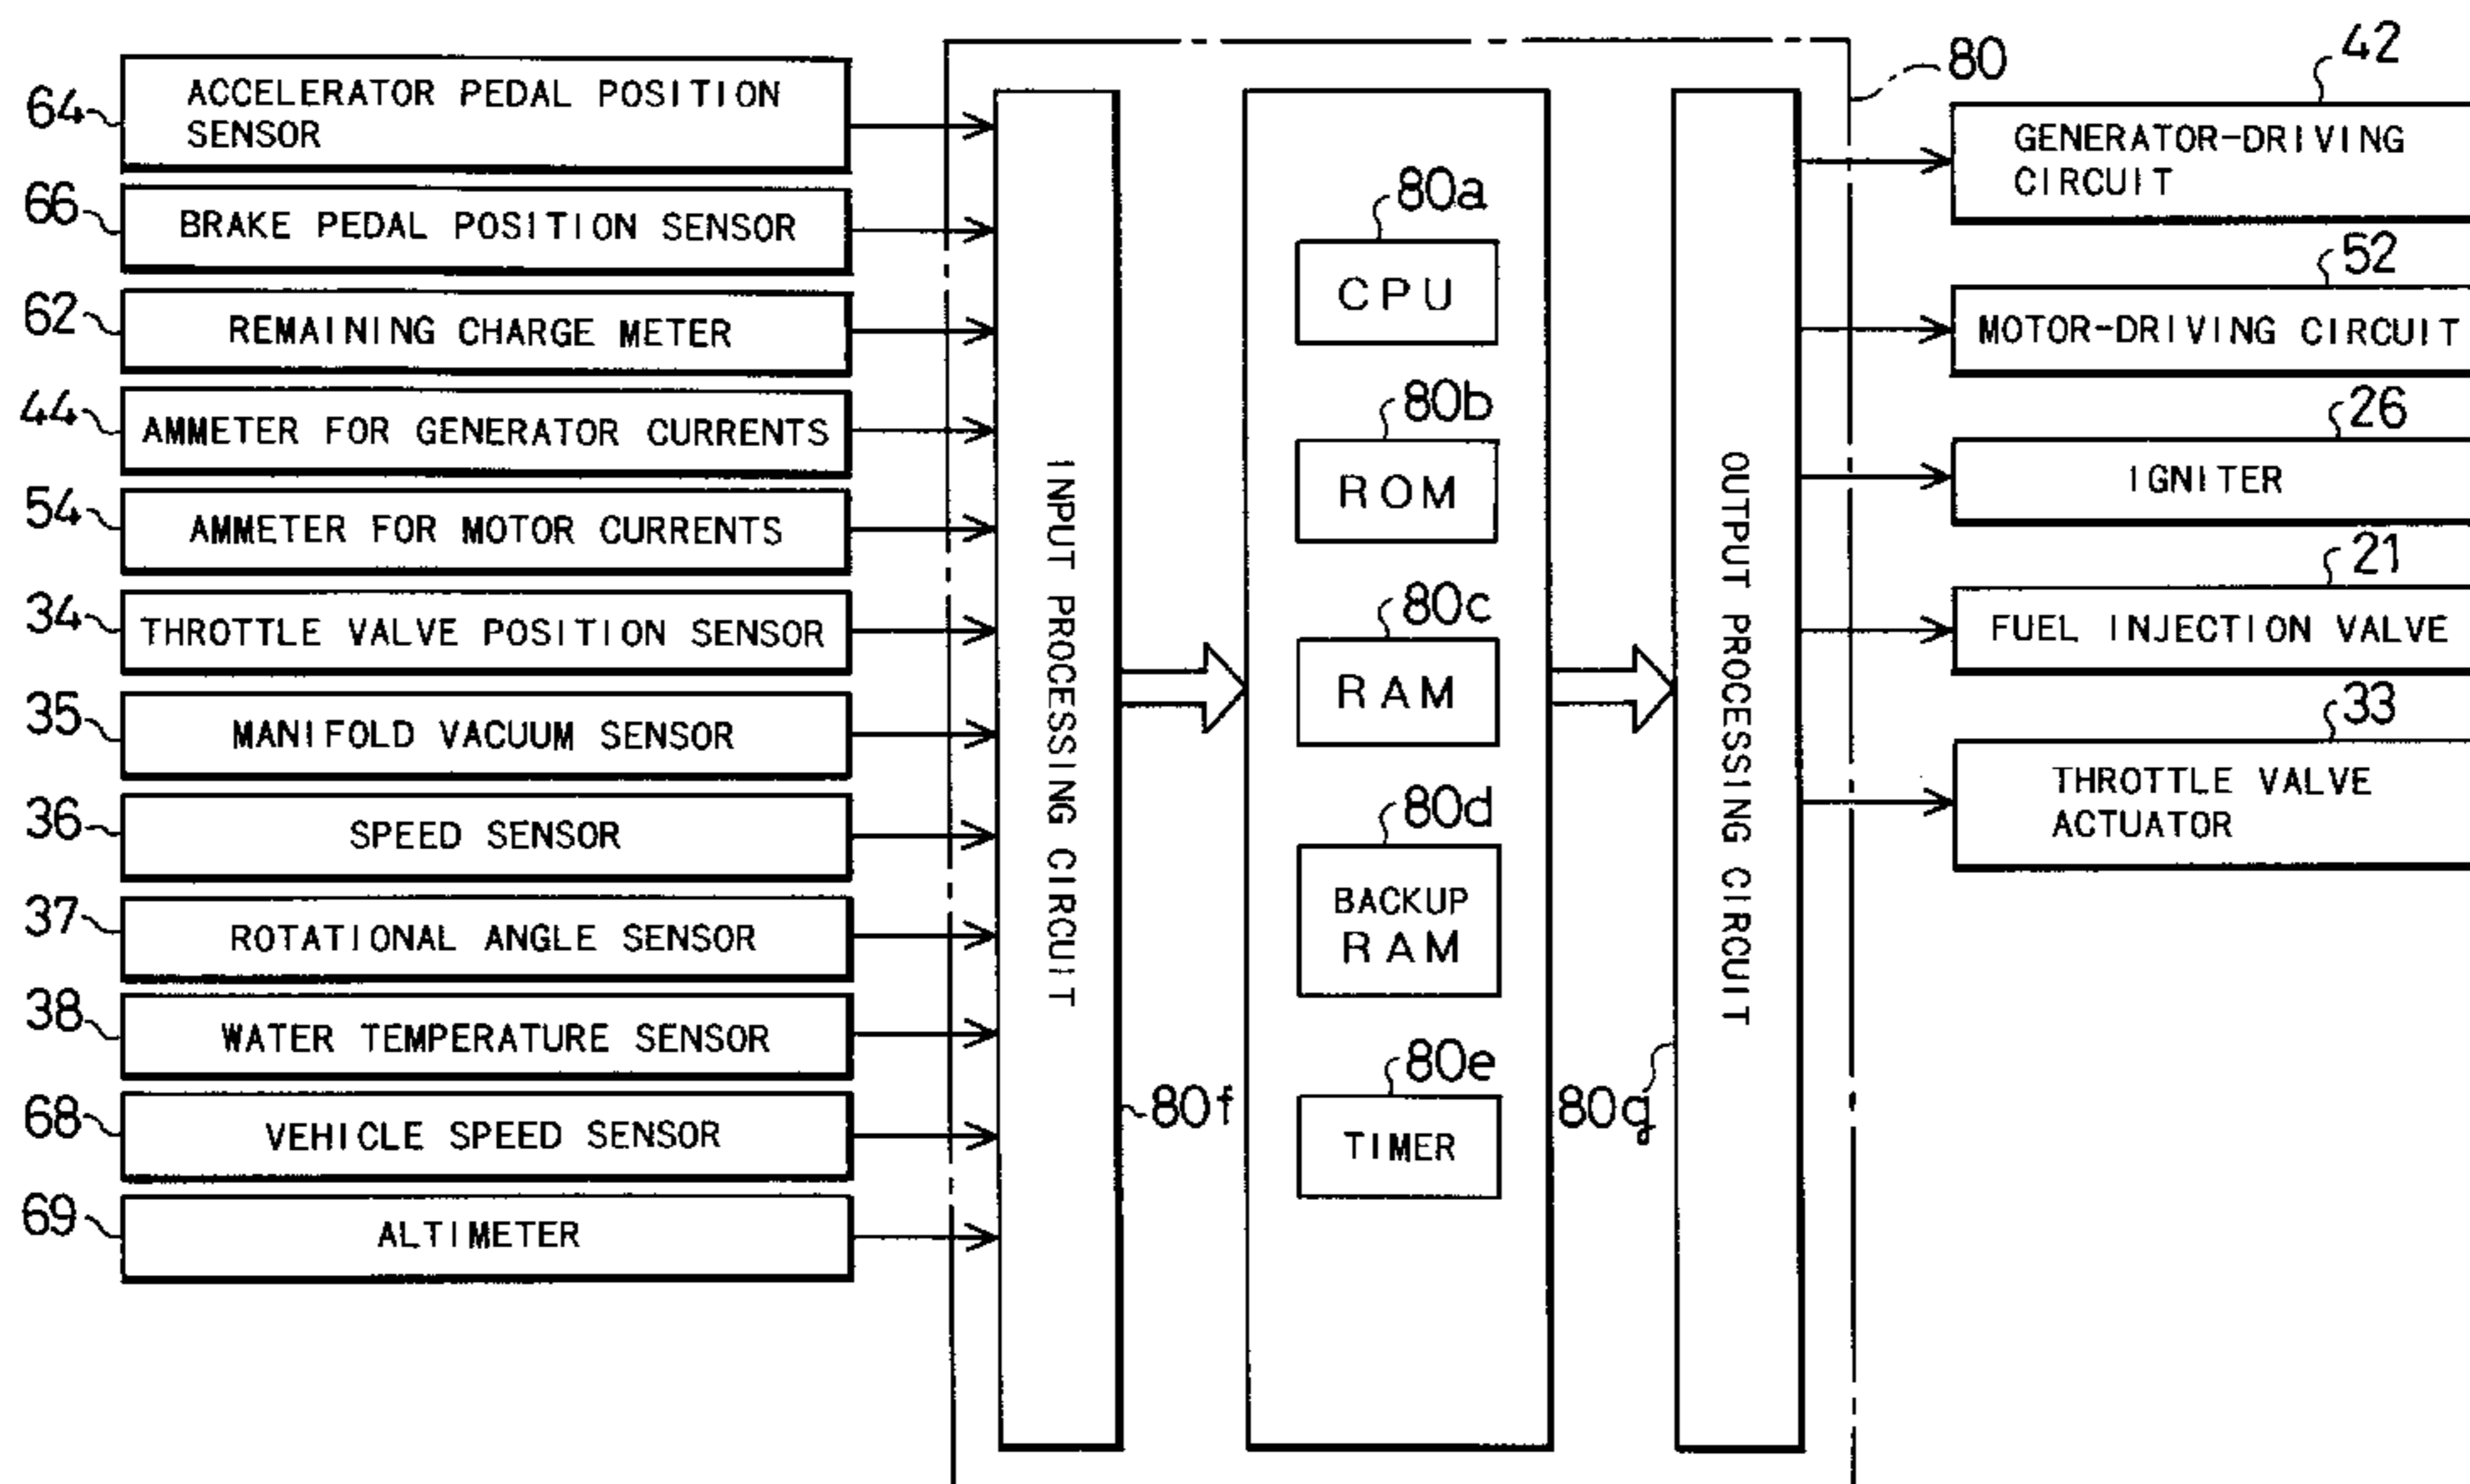 64
ACCELERATOR PEDAL POSITION
SENSOR
66
BRAKE PEDAL POSITION SENSOR
62
REMAINING CHARGE METER
44
AMMETER FOR GENERATOR CURRENTS
54
AMMETER FOR MOTOR CURRENTS
34
THROTTLE VALVE POSITION SENSOR
35
MANIFOLD VACUUM SENSOR
36
SPEED SENSOR
37
ROTATIONAL ANGLE SENSOR
38
WATER TEMPERATURE SENSOR
68
VEHICLE SPEED SENSOR
69
ALTIMETER
INPUT PROCESSING CIRCUIT
80f
80a
CPU
80b
ROM
80c
RAM
80d
BACKUP
RAM
80e
TIMER
OUTPUT PROCESSING CIRCUIT
80g
80
42
GENERATOR-DRIVING
CIRCUIT
52
MOTOR-DRIVING CIRCUIT
26
IGNITER
21
FUEL INJECTION VALVE
33
THROTTLE VALVE
ACTUATOR